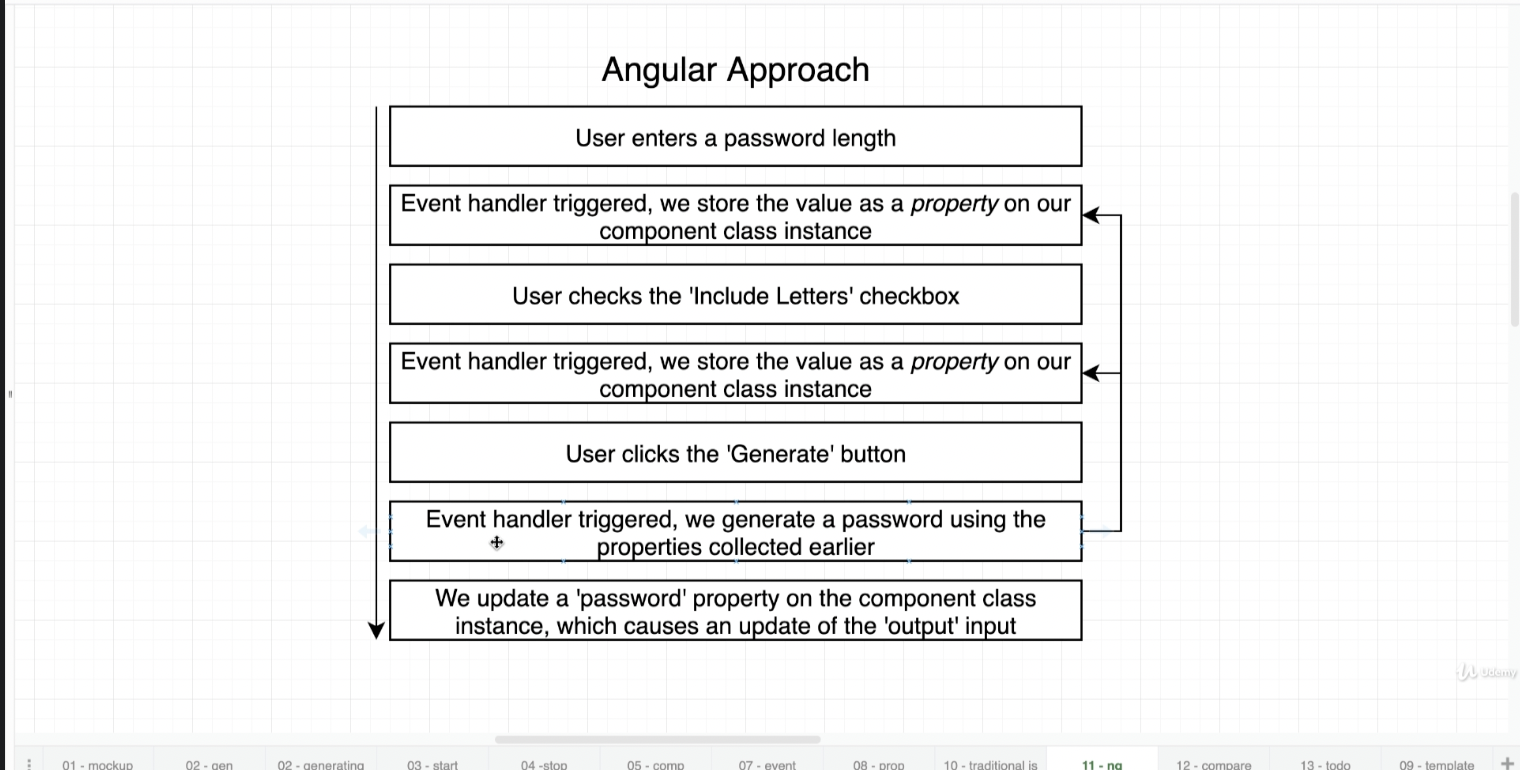 Angular Approach
User enters a password length
Event handler triggered, we store the value as a property on our
component class instance
User checks the 'Include Letters' checkbox
Event handler triggered, we store the value as a property on our
component class instance
User clicks the 'Generate' button
Event handler triggered, we generate a password using the
properties collected earlier
We update a 'password' property on the component class
instance, which causes an update of the 'output' input
Udemy
01 - mockup 02 - gen 02 - generating 03 - start 04 -stop 05 - comp 07 - event 08 - prop 10 - traditional is 11 - ng 12 - compare 13 - todo 09 - template